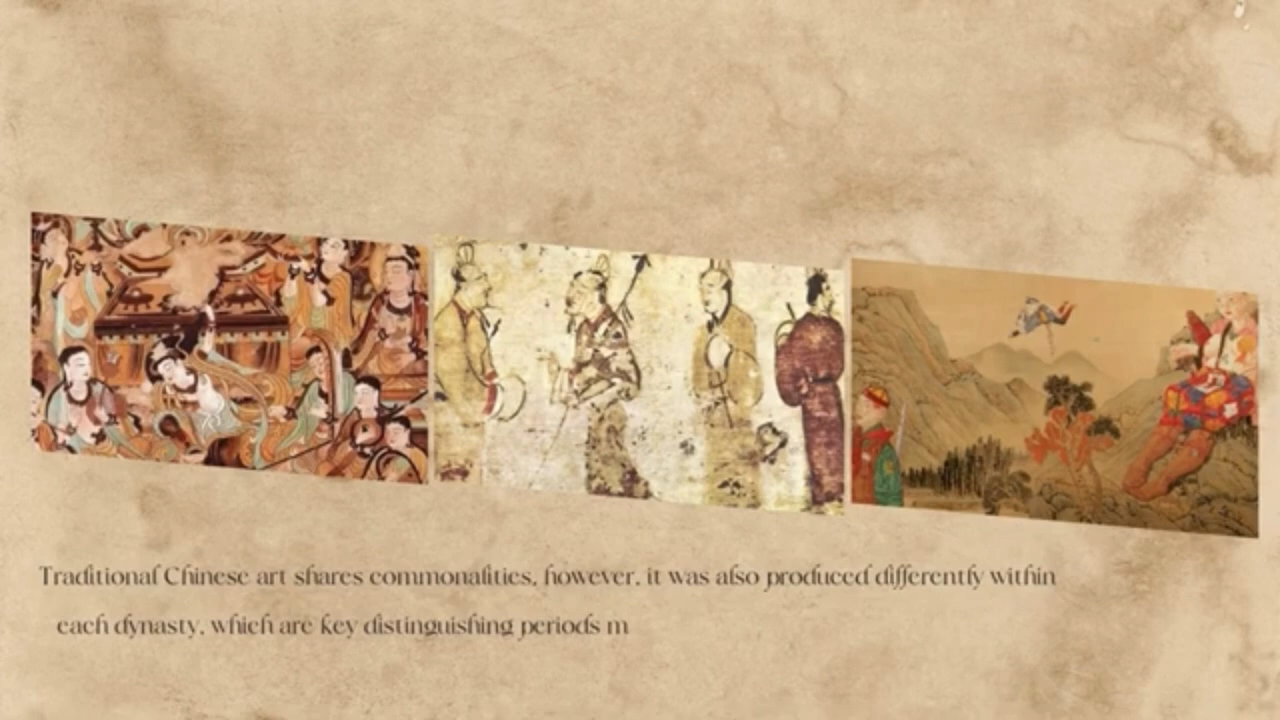 Traditional Chinese art shares commonalities, however, it was also produced differently within
each dynasty, which are key distinguishing periods m